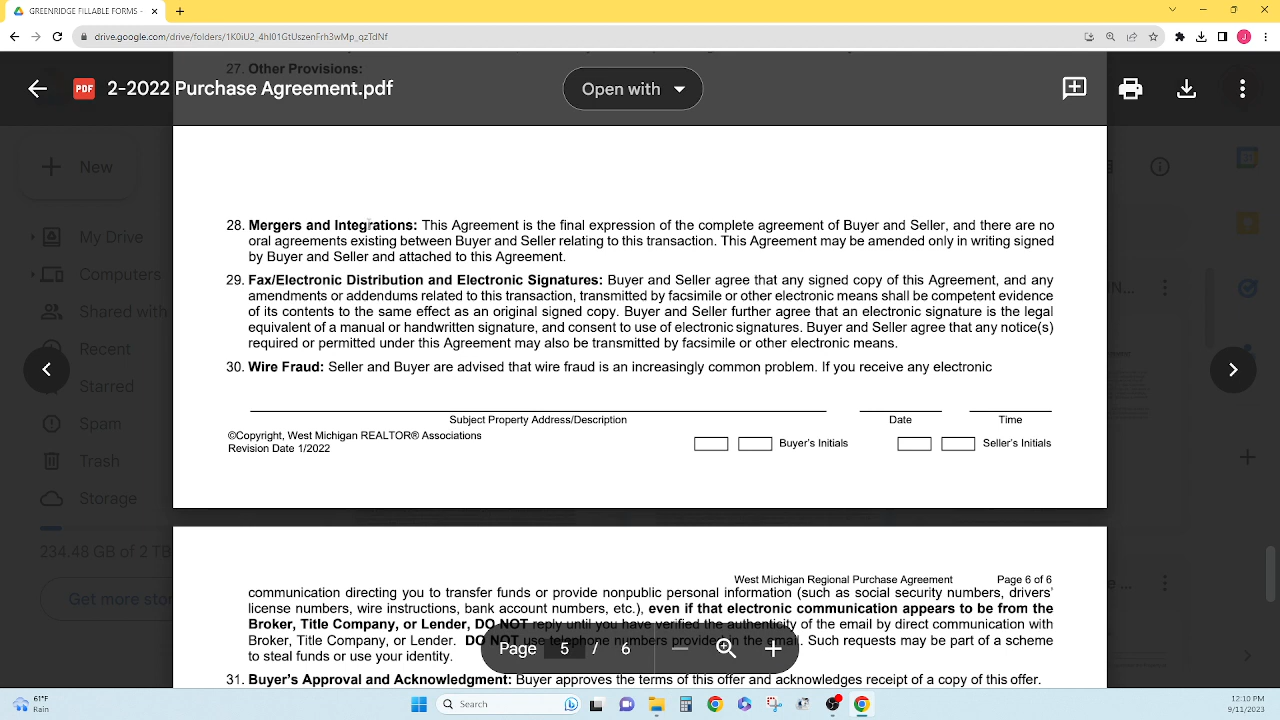 GREENRIDGE FILLABLE FORMS -
drive.google.com/drive/folders/1K0iU2_4hI01GtUszenFrh3wMp_qzTdNf
27. Other Provisions:
PDF 2-2022 Purchase Agreement.pdf
Open with
New
My Drive
Computers
Shared with
Recent
Starred
Spam
Trash
Storage
234.48 GB of 2 TB
Get more stor
28. Mergers and Integrations: This Agreement is the final expression of the complete agreement of Buyer and Seller, and there are no
oral agreements existing between Buyer and Seller relating to this transaction. This Agreement may be amended only in writing signed
by Buyer and Seller and attached to this Agreement.
29. Fax/Electronic Distribution and Electronic Signatures: Buyer and Seller agree that any signed copy of this Agreement, and any
amendments or addendums related to this transaction, transmitted by facsimile or other electronic means shall be competent evidence
of its contents to the same effect as an original signed copy. Buyer and Seller further agree that an electronic signature is the legal
equivalent of a manual or handwritten signature, and consent to use of electronic signatures. Buyer and Seller agree that any notice(s)
required or permitted under this Agreement may also be transmitted by facsimile or other electronic means.
30. Wire Fraud: Seller and Buyer are advised that wire fraud is an increasingly common problem. If you receive any electronic
Subject Property Address/Description Date Time
©Copyright, West Michigan REALTOR® Associations
Revision Date 1/2022
Buyer's Initials Seller's Initials
West Michigan Regional Purchase Agreement Page 6 of 6
communication directing you to transfer funds or provide nonpublic personal information (such as social security numbers, drivers'
license numbers, wire instructions, bank account numbers, etc.), even if that electronic communication appears to be from the
Broker, Title Company, or Lender, DO NOT reply until you have verified the authenticity of the email by direct communication with
Broker, Title Company, or Lender. DO NOT use telephone numbers provided in the email. Such requests may be part of a scheme
to steal funds or use your identity.
Page 5 / 6
31. Buyer's Approval and Acknowledgment: Buyer approves the terms of this offer and acknowledges receipt of a copy of this offer.
61°F
Rain
Search
12:10 PM
9/11/2023